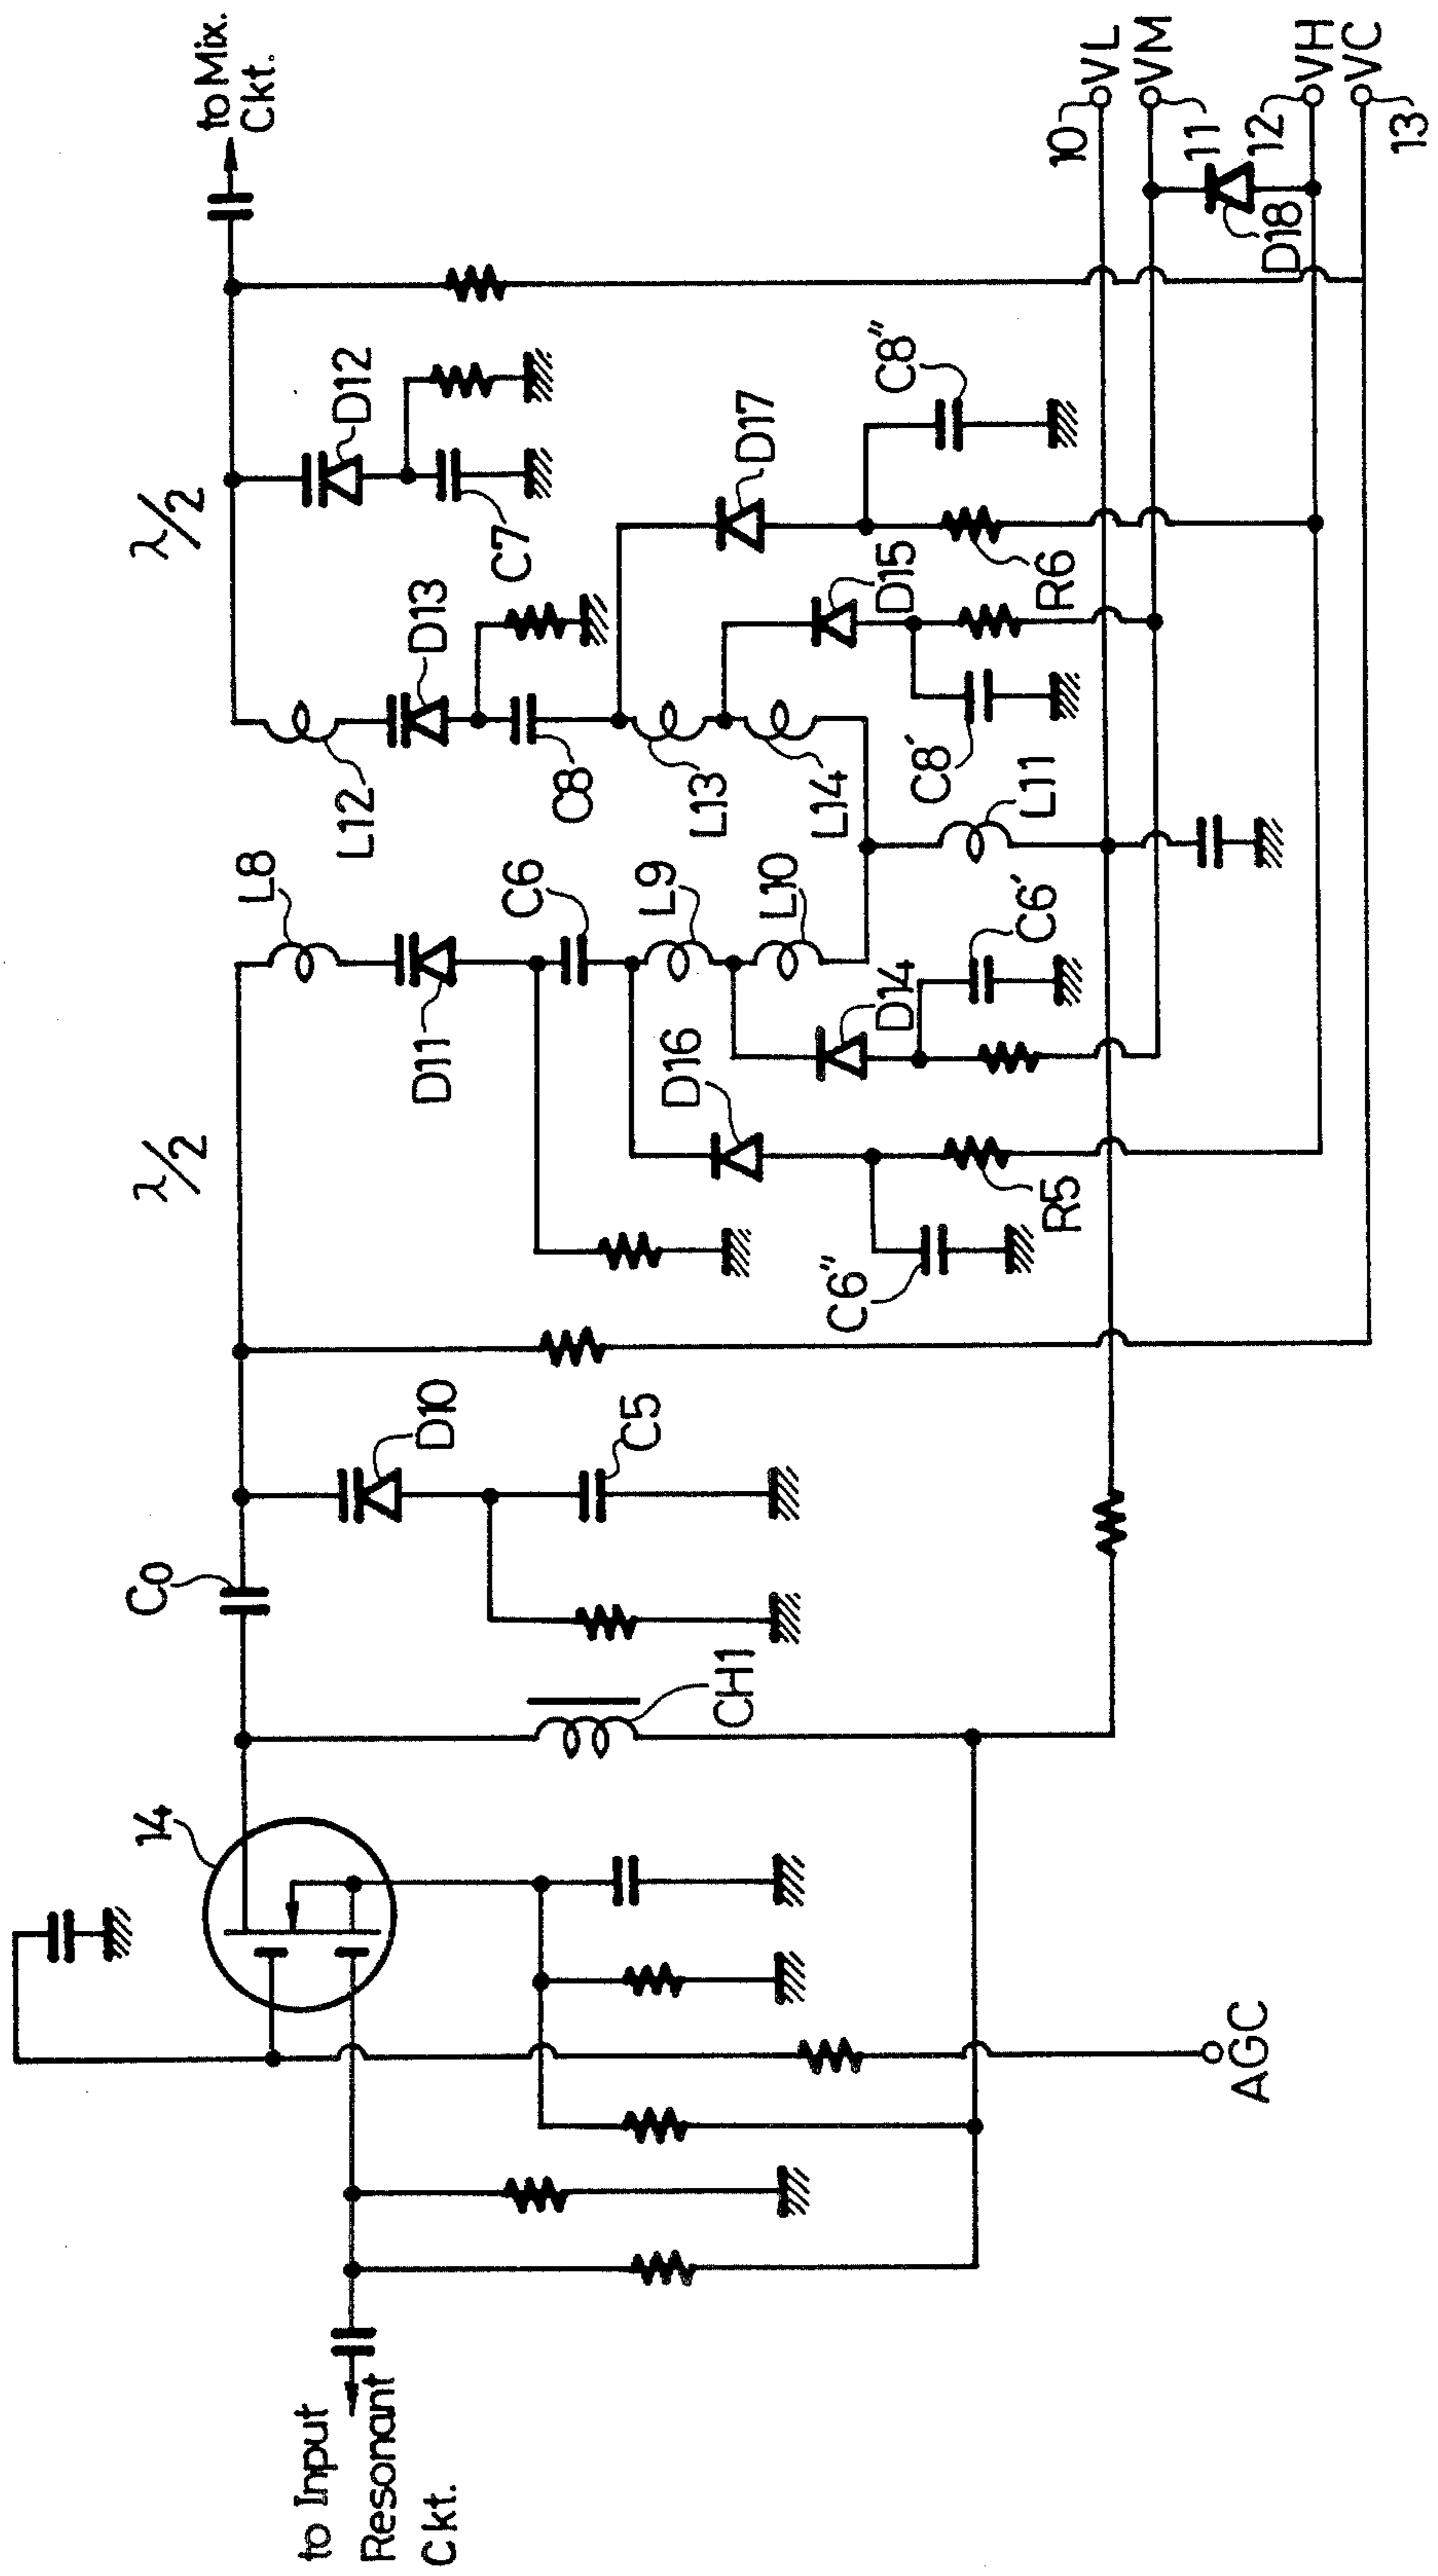 to Input
Resonant
Ckt.
14
AGC
CH1
C0
D10
C5
λ/2
λ/2
L8
D11
C6
L9
L10
D16
D14
C6'
C6"
R5
L12
D13
C8
L13
L14
L11
C8'
D15
R6
D17
C8"
C7
D12
to Mix.
Ckt.
10
VL
VM
11
12
VH
VC
13
D18